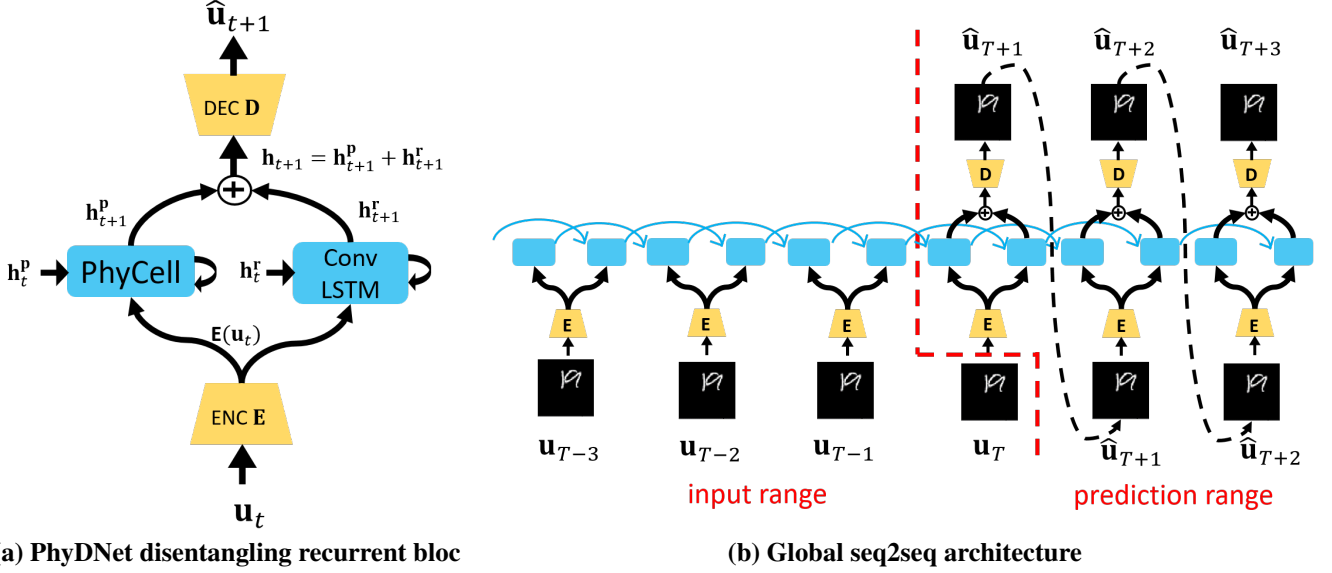 û_{t+1}
DEC D
h_{t+1} = h^p_{t+1} + h^r_{t+1}
+
h^p_{t+1}
h^r_{t+1}
h^p_t
PhyCell
h^r_t
Conv
LSTM
E(u_t)
ENC E
u_t
(a) PhyDNet disentangling recurrent bloc
û_{T+1} û_{T+2} û_{T+3}
D D D
+ + +
E E E E E E
u_{T−3} u_{T−2} u_{T−1} u_T û_{T+1} û_{T+2}
input range prediction range
(b) Global seq2seq architecture